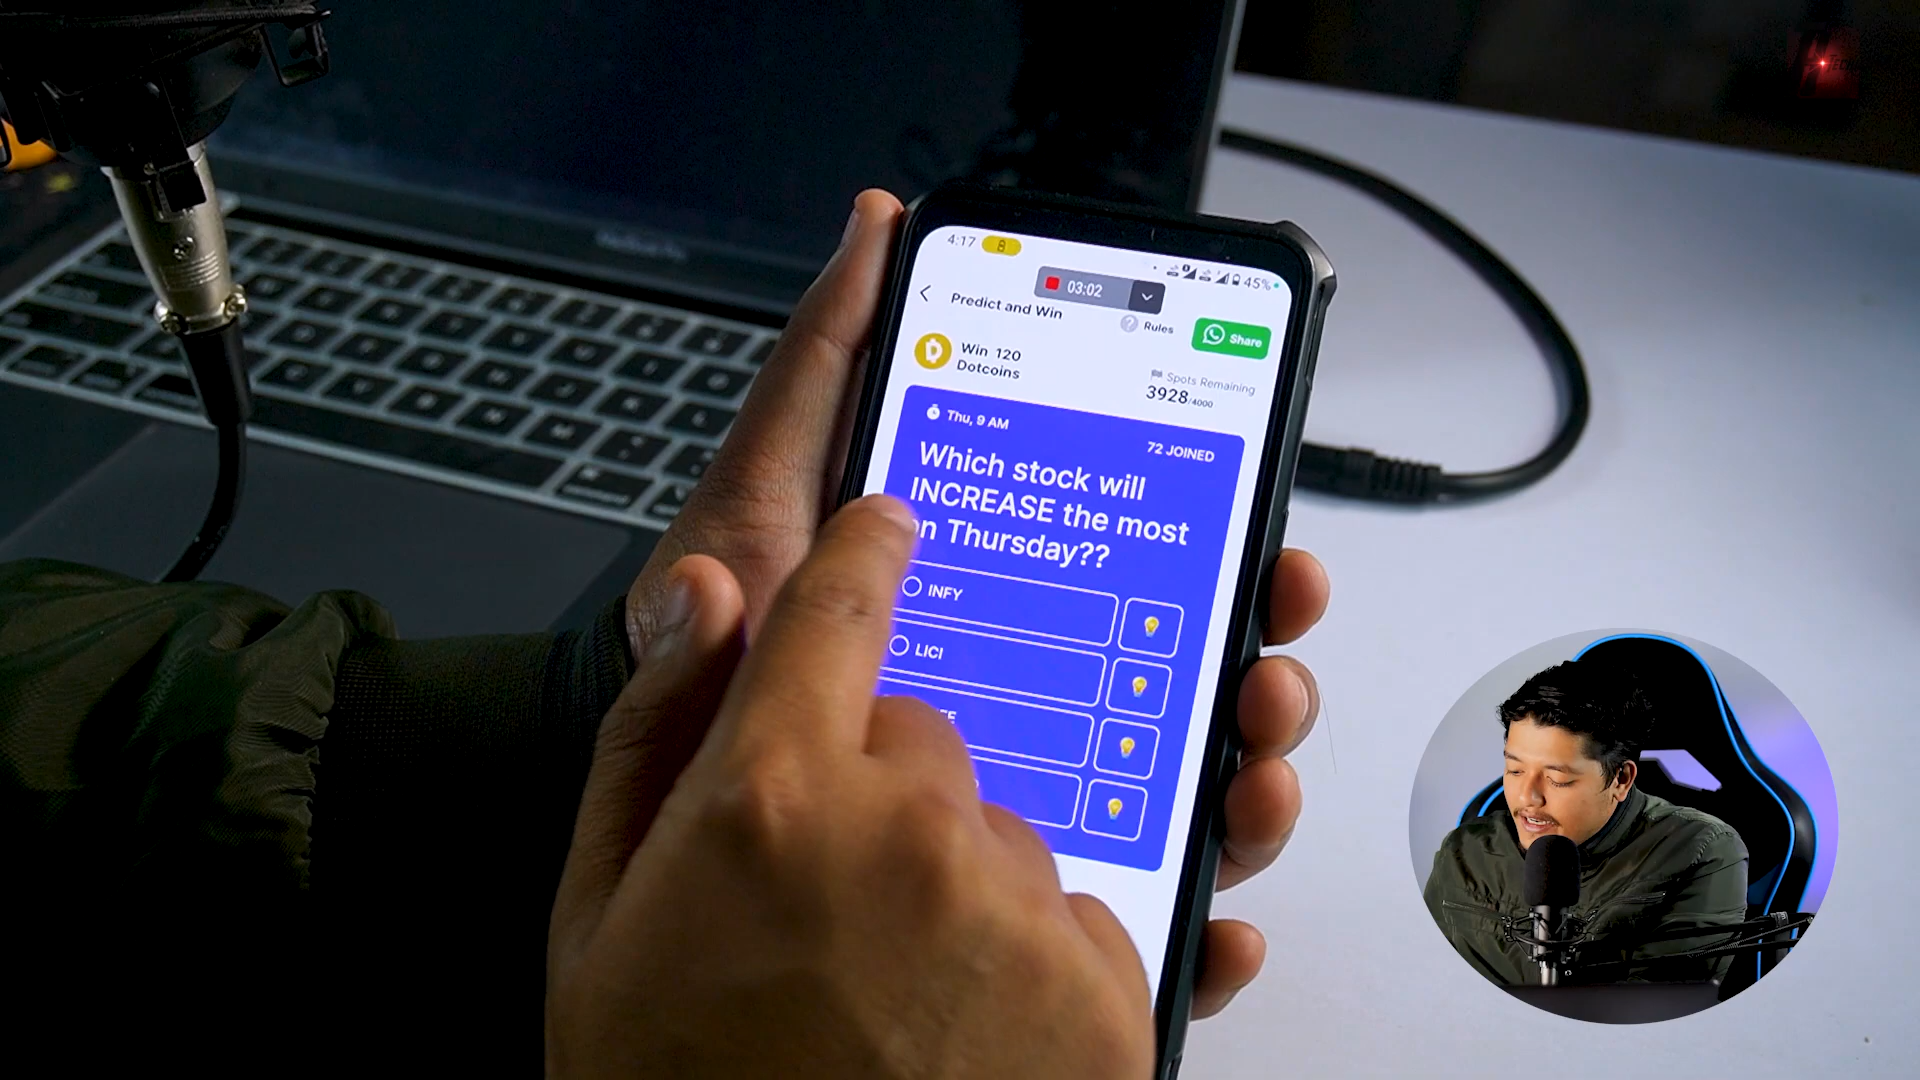 4:17
45%
03:02
Predict and Win
Rules
Share
Win 120
Dotcoins
Spots Remaining
3928/4000
Thu, 9 AM
72 JOINED
Which stock will
INCREASE the most
on Thursday??
INFY
LICI